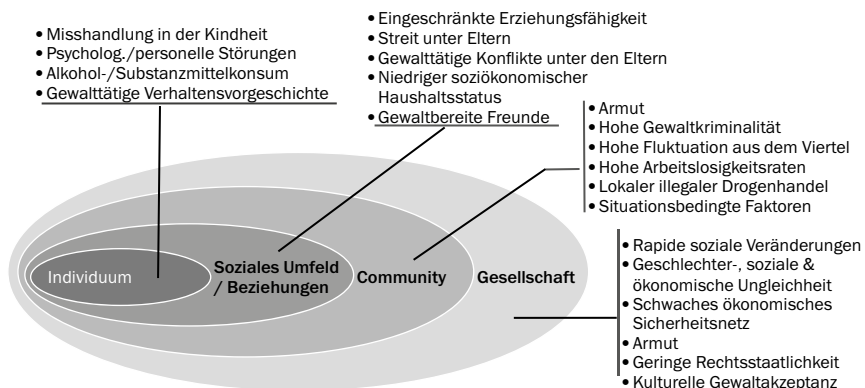 • Misshandlung in der Kindheit
• Psycholog./personelle Störungen
• Alkohol-/Substanzmittelkonsum
• Gewalttätige Verhaltensvorgeschichte
• Eingeschränkte Erziehungsfähigkeit
• Streit unter Eltern
• Gewalttätige Konflikte unter den Eltern
• Niedriger soziökonomischer
Haushaltsstatus
• Gewaltbereite Freunde
• Armut
• Hohe Gewaltkriminalität
• Hohe Fluktuation aus dem Viertel
• Hohe Arbeitslosigkeitsraten
• Lokaler illegaler Drogenhandel
• Situationsbedingte Faktoren
Individuum
Soziales Umfeld
/ Beziehungen
Community
Gesellschaft
• Rapide soziale Veränderungen
• Geschlechter-, soziale &
ökonomische Ungleichheit
• Schwaches ökonomisches
Sicherheitsnetz
• Armut
• Geringe Rechtsstaatlichkeit
• Kulturelle Gewaltakzeptanz